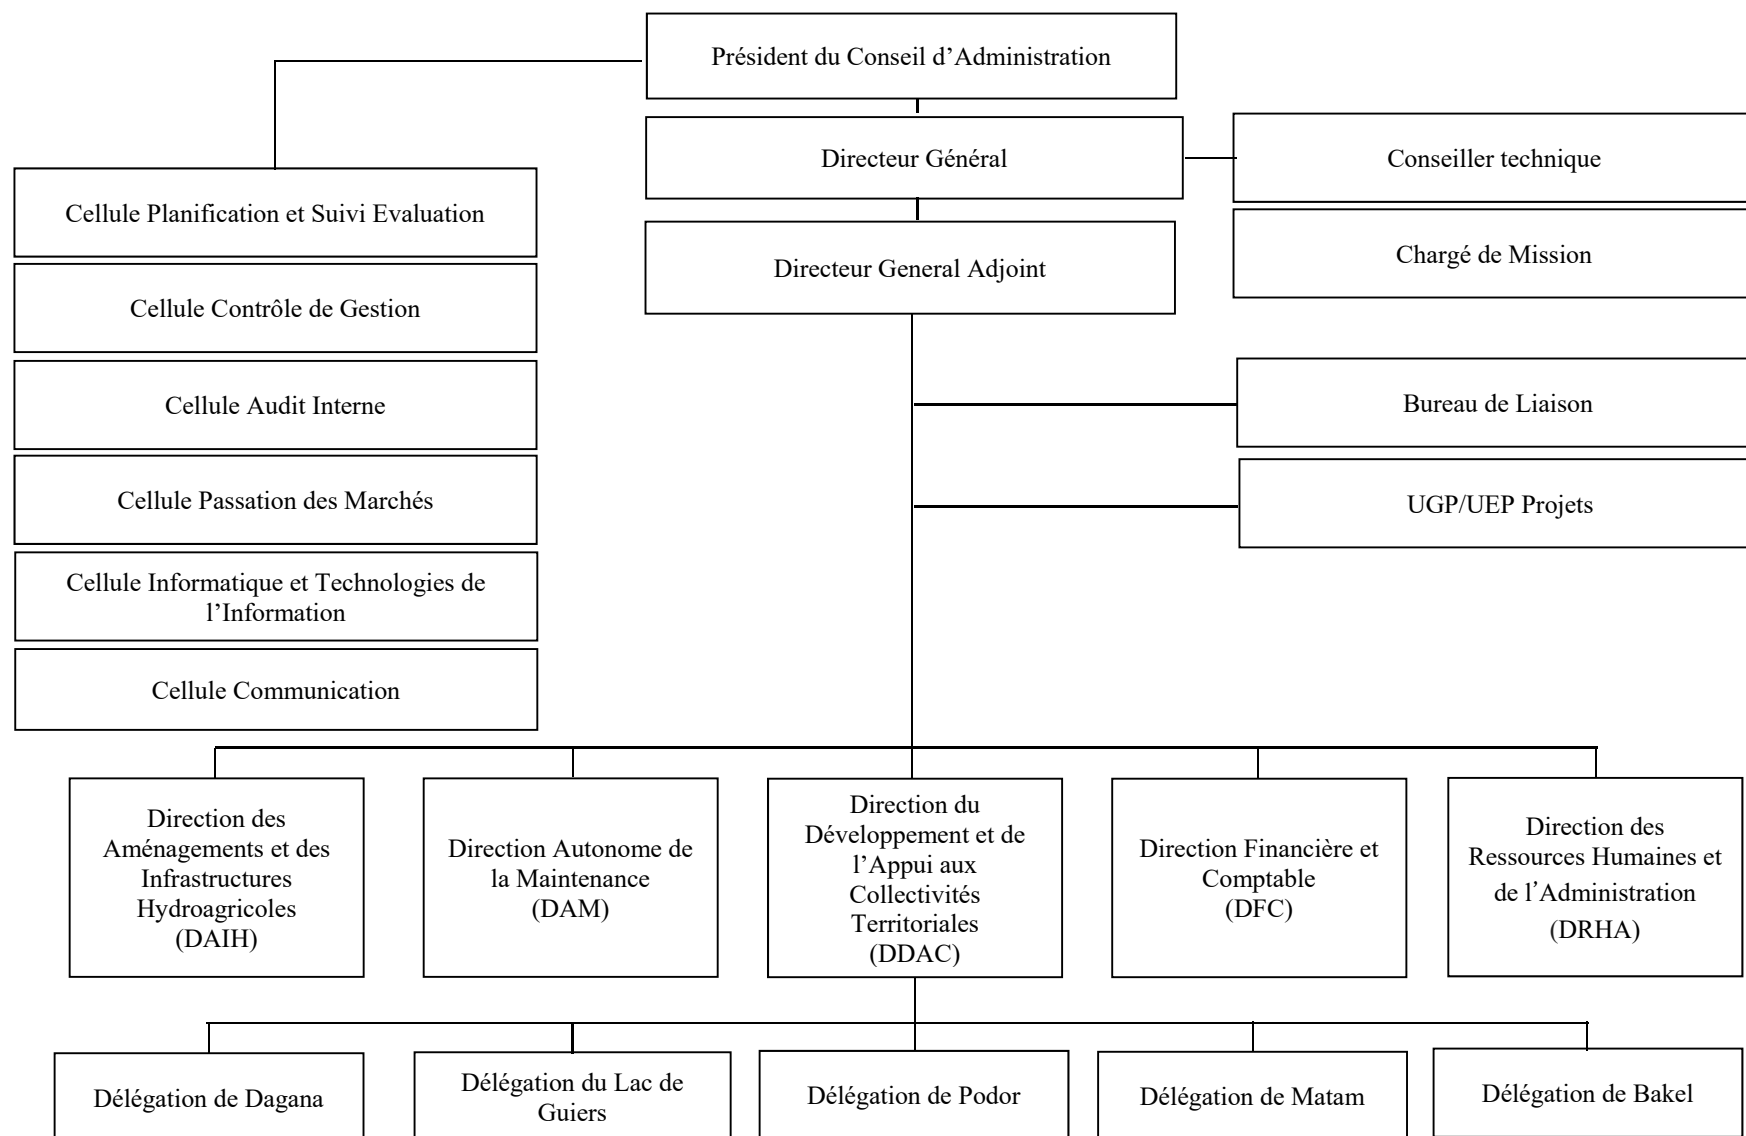 Président du Conseil d’Administration
Directeur Général
Conseiller technique
Cellule Planification et Suivi Evaluation
Chargé de Mission
Directeur General Adjoint
Cellule Contrôle de Gestion
Cellule Audit Interne
Bureau de Liaison
Cellule Passation des Marchés
UGP/UEP Projets
Cellule Informatique et Technologies de
l’Information
Cellule Communication
Direction des
Aménagements et des
Infrastructures
Hydroagricoles
(DAIH)
Direction Autonome de
la Maintenance
(DAM)
Direction du
Développement et de
l’Appui aux
Collectivités
Territoriales
(DDAC)
Direction Financière et
Comptable
(DFC)
Direction des
Ressources Humaines et
de l’Administration
(DRHA)
Délégation de Dagana
Délégation du Lac de
Guiers
Délégation de Podor
Délégation de Matam
Délégation de Bakel